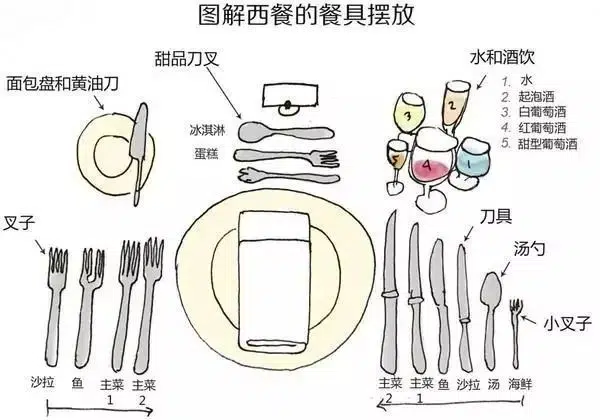 图解西餐的餐具摆放
甜品刀叉
水和酒饮
面包盘和黄油刀
1. 水
2. 起泡酒
3. 白葡萄酒
4. 红葡萄酒
5. 甜型葡萄酒
冰淇淋
蛋糕
3
2
5
4
1
叉子
刀具
汤勺
小叉子
沙拉
鱼
主菜
1
主菜
2
主菜
2
主菜
1
鱼
沙拉
汤
海鲜